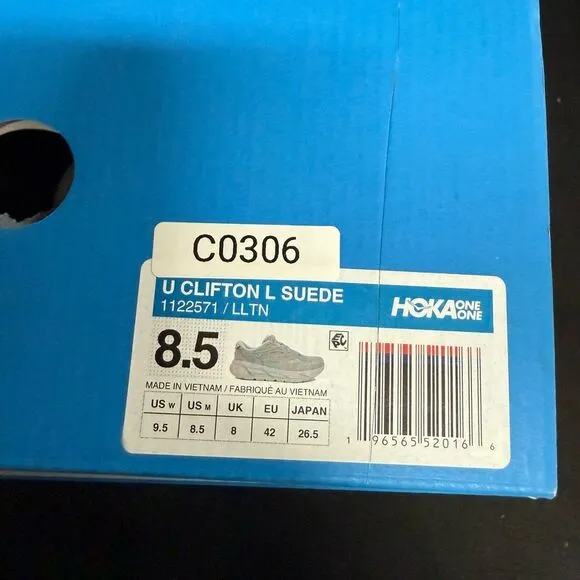 C0306
U CLIFTON L SUEDE
1122571 / LLTN
HOKA ONE ONE
8.5
MADE IN VIETNAM / FABRIQUÉ AU VIETNAM
US W US M UK EU JAPAN
9.5 8.5 8 42 26.5
1 96565 52016 6